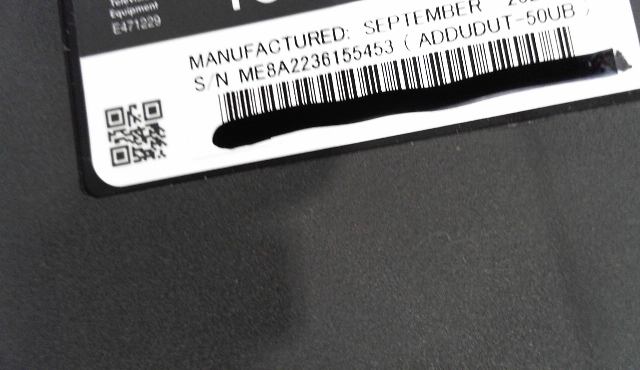 Equipment
E471229
MANUFACTURED: SEPTEMBER
S/N ME8A2236155453 ( ADDUDUT-50UB )